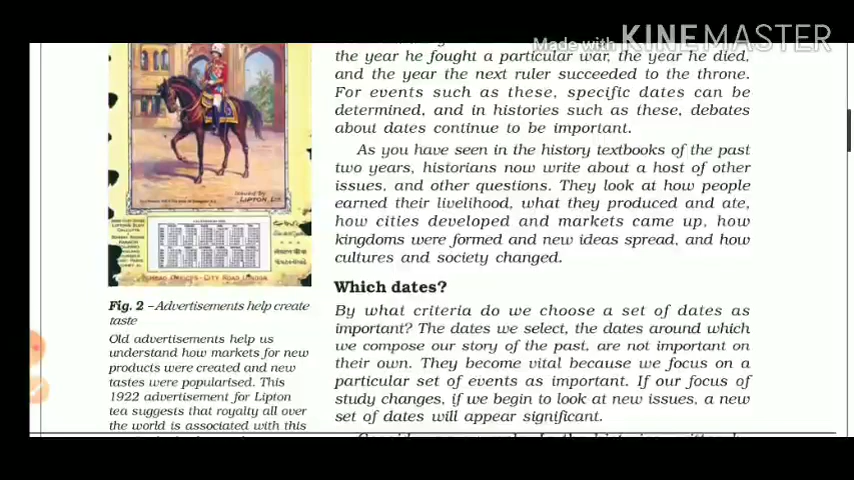 Made with KINEMASTER
the year he fought a particular war, the year he died,
and the year the next ruler succeeded to the throne.
For events such as these, specific dates can be
determined, and in histories such as these, debates
about dates continue to be important.
As you have seen in the history textbooks of the past
two years, historians now write about a host of other
issues, and other questions. They look at how people
earned their livelihood, what they produced and ate,
how cities developed and markets came up, how
kingdoms were formed and new ideas spread, and how
cultures and society changed.
Which dates?
By what criteria do we choose a set of dates as
important? The dates we select, the dates around which
we compose our story of the past, are not important on
their own. They become vital because we focus on a
particular set of events as important. If our focus of
study changes, if we begin to look at new issues, a new
set of dates will appear significant.
Issued by
LIPTON, LTD.
CITY ROAD LONDON
Fig. 2 – Advertisements help create
taste
Old advertisements help us
understand how markets for new
products were created and new
tastes were popularised. This
1922 advertisement for Lipton
tea suggests that royalty all over
the world is associated with this